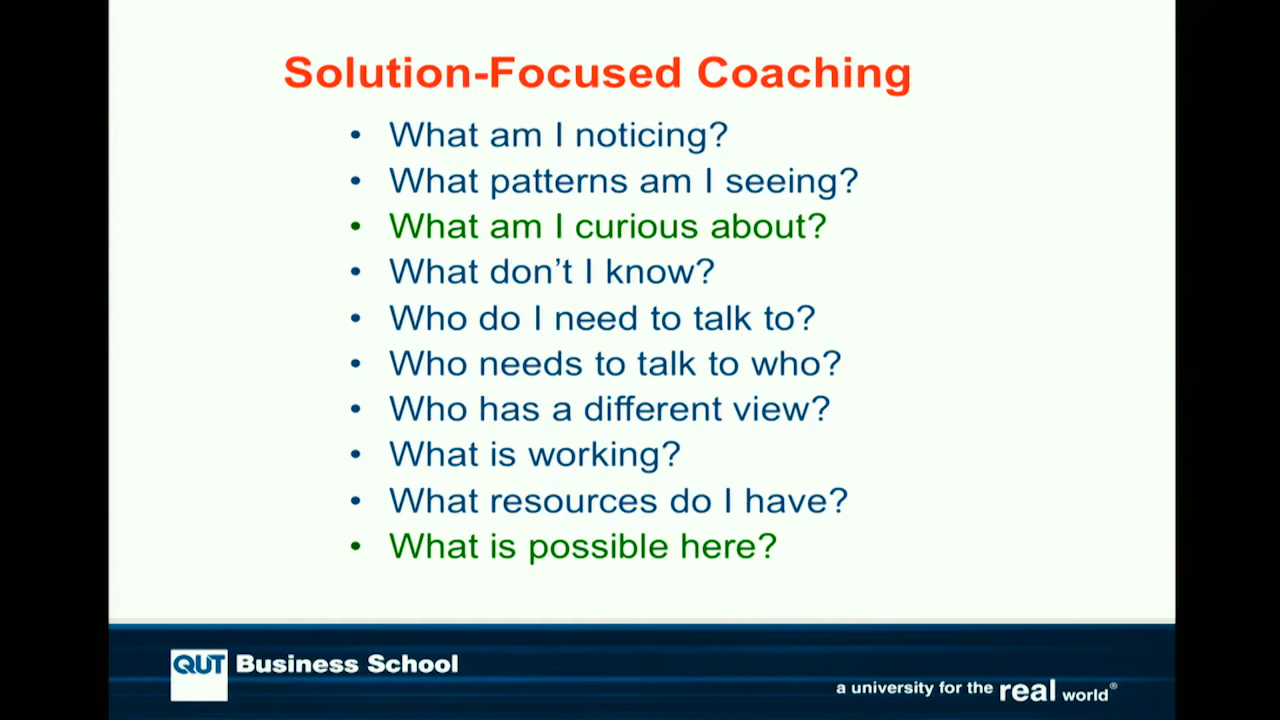 Solution-Focused Coaching
• What am I noticing?
• What patterns am I seeing?
• What am I curious about?
• What don’t I know?
• Who do I need to talk to?
• Who needs to talk to who?
• Who has a different view?
• What is working?
• What resources do I have?
• What is possible here?
QUT Business School
a university for the real world®